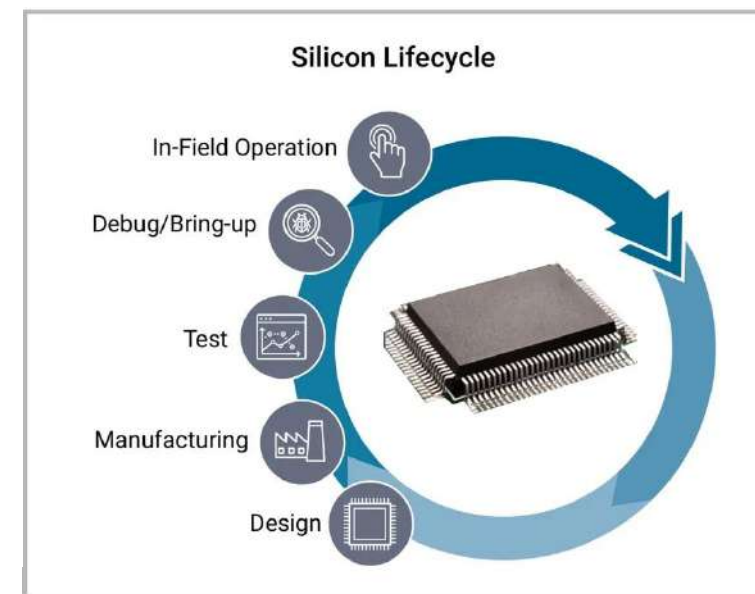 Silicon Lifecycle
In-Field Operation
Debug/Bring-up
Test
Manufacturing
Design